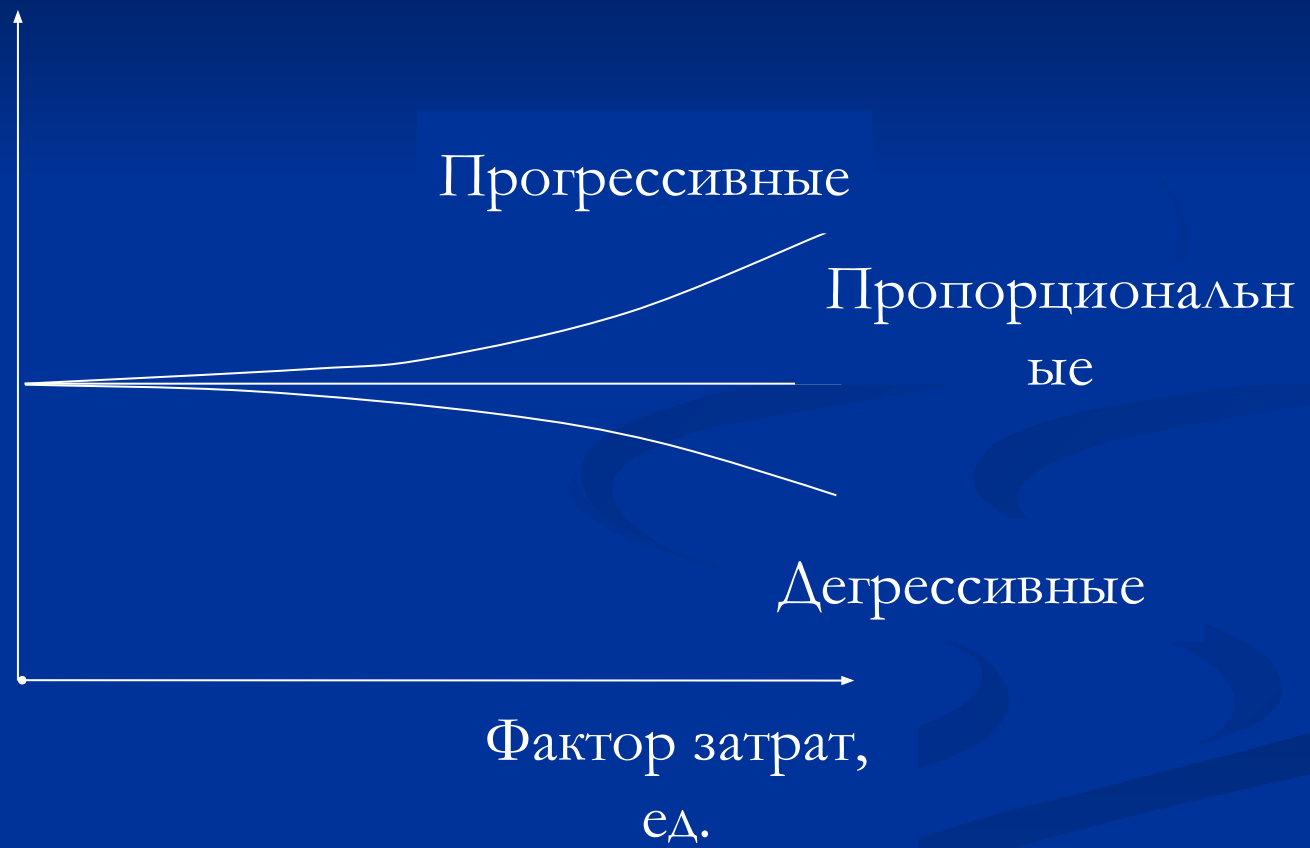 Прогрессивные
Пропорциональн
ые
Дегрессивные
Фактор затрат,
ед.